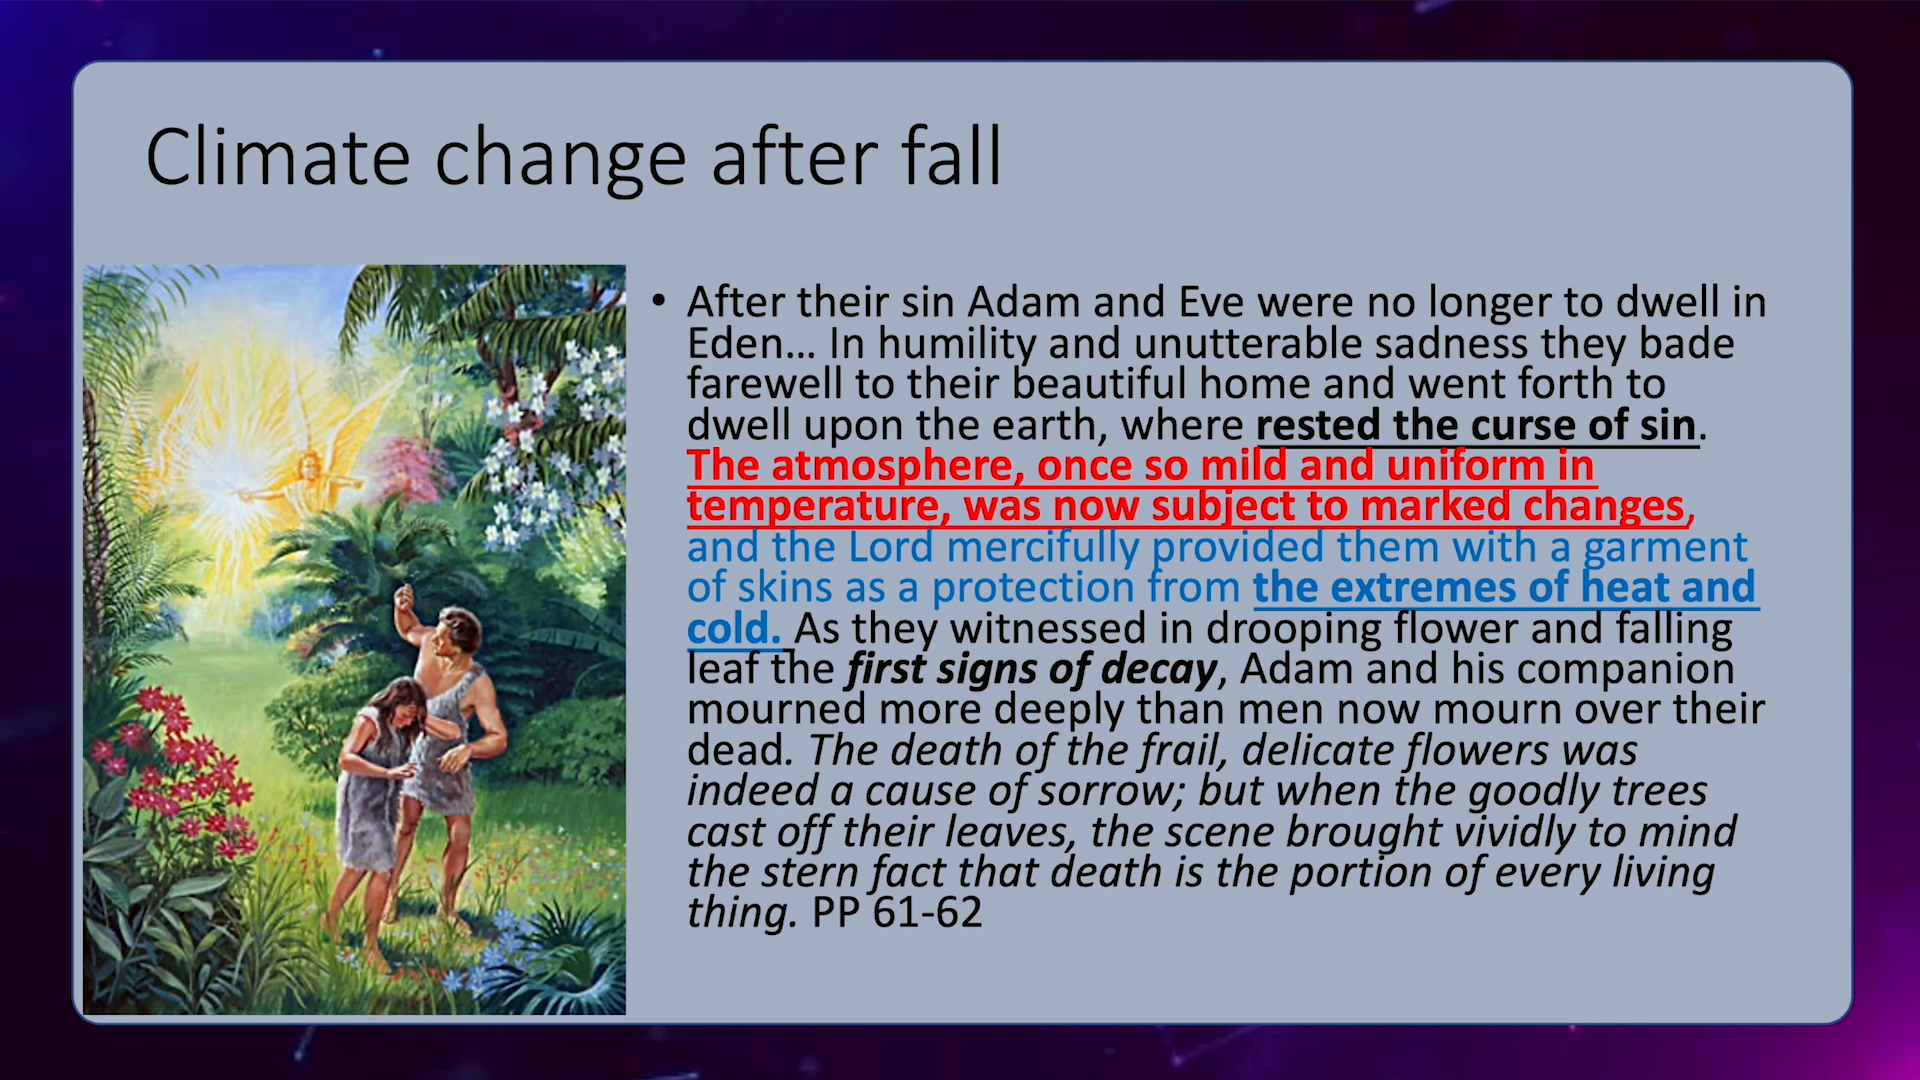 Climate change after fall
• After their sin Adam and Eve were no longer to dwell in
Eden... In humility and unutterable sadness they bade
farewell to their beautiful home and went forth to
dwell upon the earth, where rested the curse of sin.
The atmosphere, once so mild and uniform in
temperature, was now subject to marked changes,
and the Lord mercifully provided them with a garment
of skins as a protection from the extremes of heat and
cold. As they witnessed in drooping flower and falling
leaf the first signs of decay, Adam and his companion
mourned more deeply than men now mourn over their
dead. The death of the frail, delicate flowers was
indeed a cause of sorrow; but when the goodly trees
cast off their leaves, the scene brought vividly to mind
the stern fact that death is the portion of every living
thing. PP 61-62